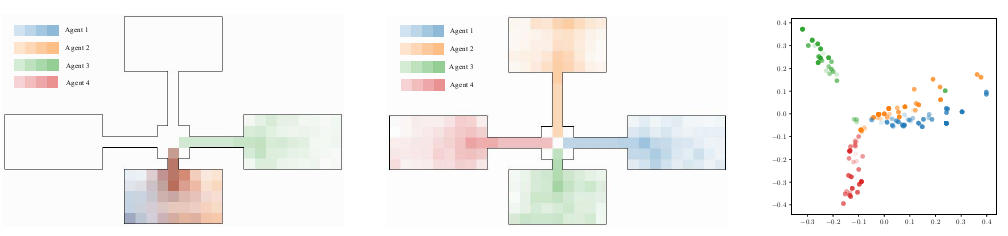 Agent 1
Agent 2
Agent 3
Agent 4
Agent 1
Agent 2
Agent 3
Agent 4
0.4
0.3
0.2
0.1
0.0
−0.1
−0.2
−0.3
−0.4
−0.3 −0.2 −0.1 0.0 0.1 0.2 0.3 0.4